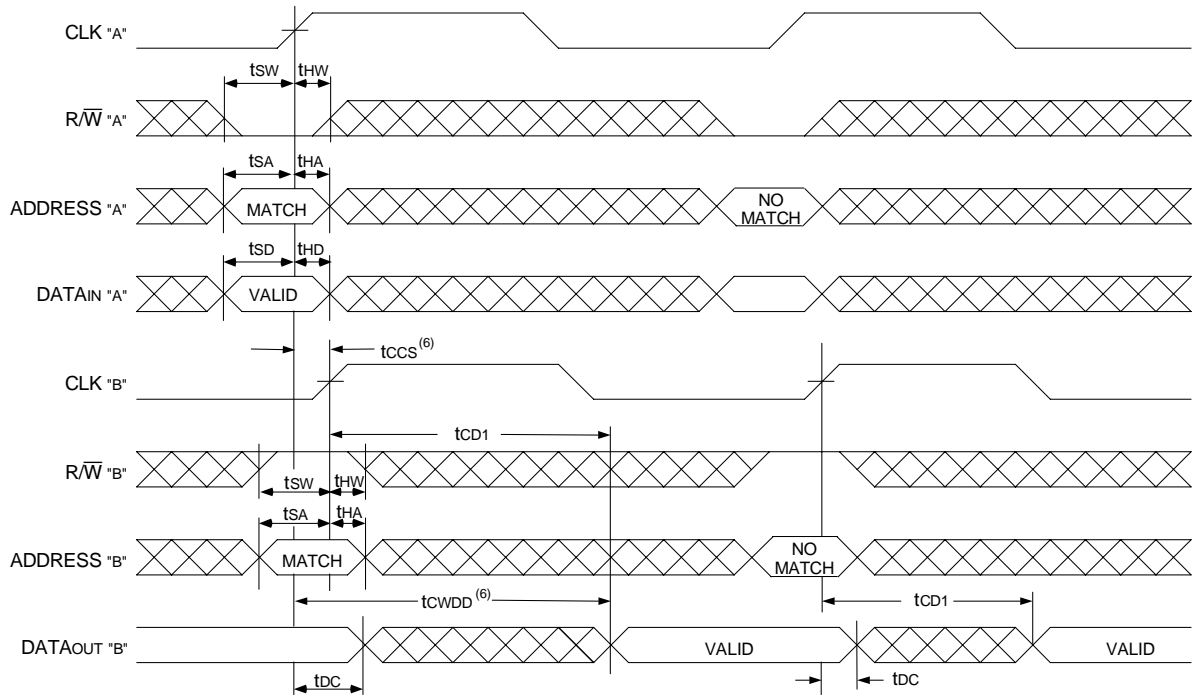 CLK "A"
tSW tHW
R/W̅ "A"
tSA tHA
ADDRESS "A" MATCH NO MATCH
tSD tHD
DATAIN "A" VALID
tCCS(6)
CLK "B"
tCD1
R/W̅ "B"
tSW tHW
tSA tHA
ADDRESS "B" MATCH NO MATCH
tCWDD(6) tCD1
DATAOUT "B" VALID VALID
tDC tDC